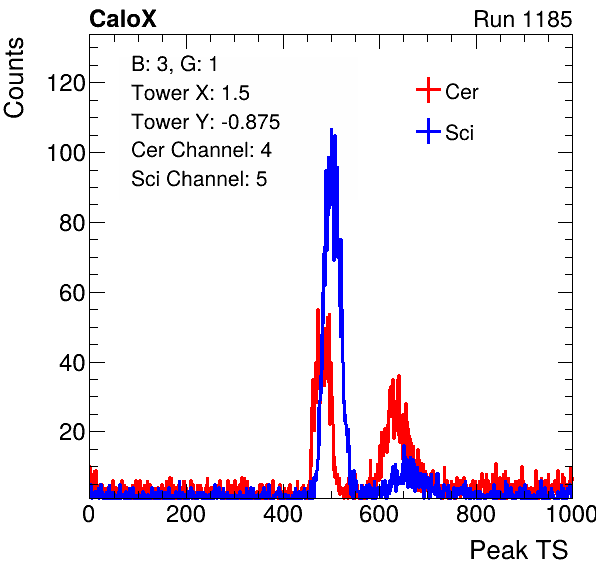 CaloX
Run 1185
Counts
B: 3, G: 1
Tower X: 1.5
Tower Y: -0.875
Cer Channel: 4
Sci Channel: 5
Cer
Sci
120
100
80
60
40
20
0 200 400 600 800 1000
Peak TS